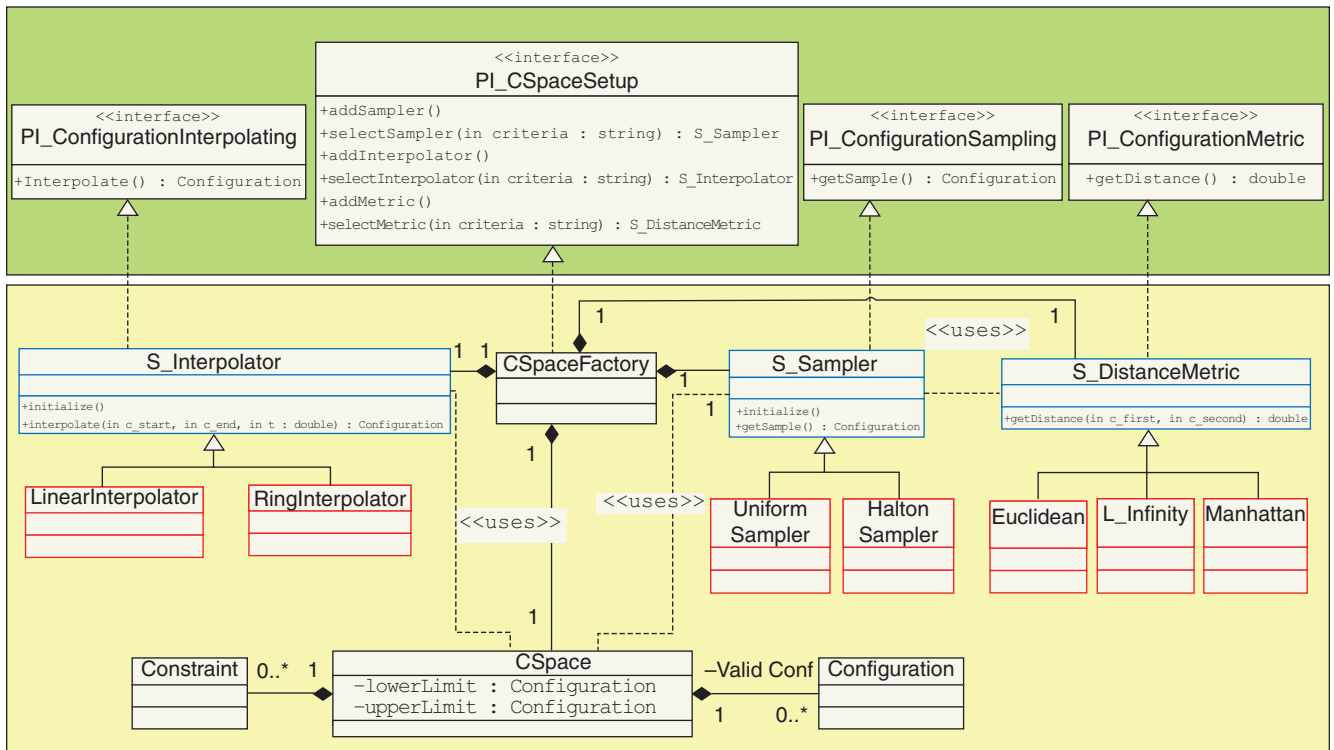 <<interface>>
PI_CSpaceSetup
+addSampler()
+selectSampler(in criteria : string) : S_Sampler
+addInterpolator()
+selectInterpolator(in criteria : string) : S_Interpolator
+addMetric()
+selectMetric(in criteria : string) : S_DistanceMetric
<<interface>>
PI_ConfigurationInterpolating
+Interpolate() : Configuration
<<interface>>
PI_ConfigurationSampling
+getSample() : Configuration
<<interface>>
PI_ConfigurationMetric
+getDistance() : double
1
1
<<uses>>
S_Interpolator
+initialize()
+interpolate(in c_start, in c_end, in t : double) : Configuration
1
1
CSpaceFactory
1
1
S_Sampler
+initialize()
+getSample() : Configuration
S_DistanceMetric
+getDistance(in c_first, in c_second) : double
LinearInterpolator
RingInterpolator
<<uses>>
<<uses>>
Uniform
Sampler
Halton
Sampler
Euclidean
L_Infinity
Manhattan
1
Constraint
0..*
1
CSpace
–lowerLimit : Configuration
–upperLimit : Configuration
–Valid Conf
1
0..*
Configuration